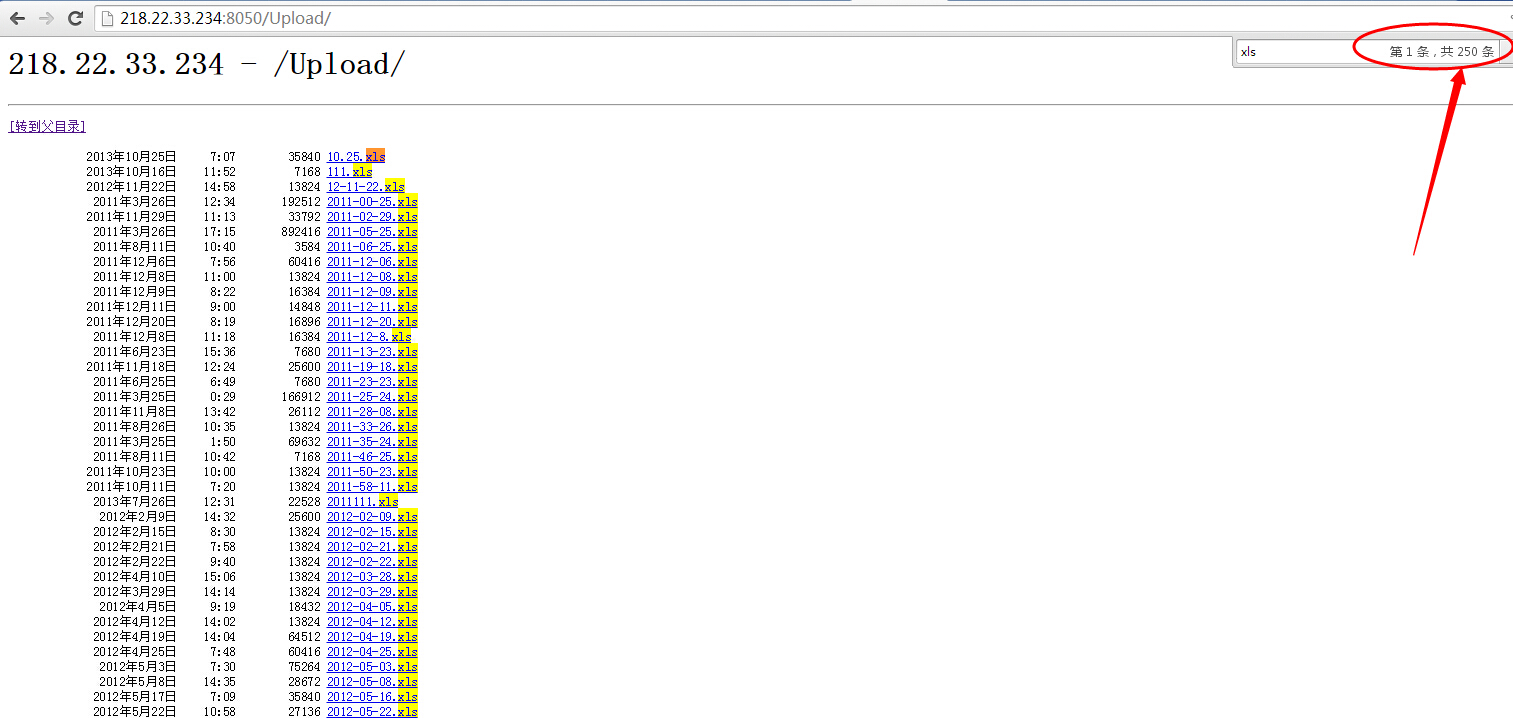 218.22.33.234:8050/Upload/
xls 第 1 条 , 共 250 条
218.22.33.234 - /Upload/
[转到父目录]
2013年10月25日 7:07 35840 10.25.xls
2013年10月16日 11:52 7168 111.xls
2012年11月22日 14:58 13824 12-11-22.xls
2011年3月26日 12:34 192512 2011-00-25.xls
2011年11月29日 11:13 33792 2011-02-29.xls
2011年3月26日 17:15 892416 2011-05-25.xls
2011年8月11日 10:40 3584 2011-06-25.xls
2011年12月6日 7:56 60416 2011-12-06.xls
2011年12月8日 11:00 13824 2011-12-08.xls
2011年12月9日 8:22 16384 2011-12-09.xls
2011年12月11日 9:00 14848 2011-12-11.xls
2011年12月20日 8:19 16896 2011-12-20.xls
2011年12月8日 11:18 16384 2011-12-8.xls
2011年6月23日 15:36 7680 2011-13-23.xls
2011年11月18日 12:24 25600 2011-19-18.xls
2011年6月25日 6:49 7680 2011-23-23.xls
2011年3月25日 0:29 166912 2011-25-24.xls
2011年11月8日 13:42 26112 2011-28-08.xls
2011年8月26日 10:35 13824 2011-33-26.xls
2011年3月25日 1:50 69632 2011-35-24.xls
2011年8月11日 10:42 7168 2011-46-25.xls
2011年10月23日 10:00 13824 2011-50-23.xls
2011年10月11日 7:20 13824 2011-58-11.xls
2013年7月26日 12:31 22528 2011111.xls
2012年2月9日 14:32 25600 2012-02-09.xls
2012年2月15日 8:30 13824 2012-02-15.xls
2012年2月21日 7:58 13824 2012-02-21.xls
2012年2月22日 9:40 13824 2012-02-22.xls
2012年4月10日 15:06 13824 2012-03-28.xls
2012年3月29日 14:14 13824 2012-03-29.xls
2012年4月5日 9:19 18432 2012-04-05.xls
2012年4月12日 14:02 13824 2012-04-12.xls
2012年4月19日 14:04 64512 2012-04-19.xls
2012年4月25日 7:48 60416 2012-04-25.xls
2012年5月3日 7:30 75264 2012-05-03.xls
2012年5月8日 14:35 28672 2012-05-08.xls
2012年5月17日 7:09 35840 2012-05-16.xls
2012年5月22日 10:58 27136 2012-05-22.xls